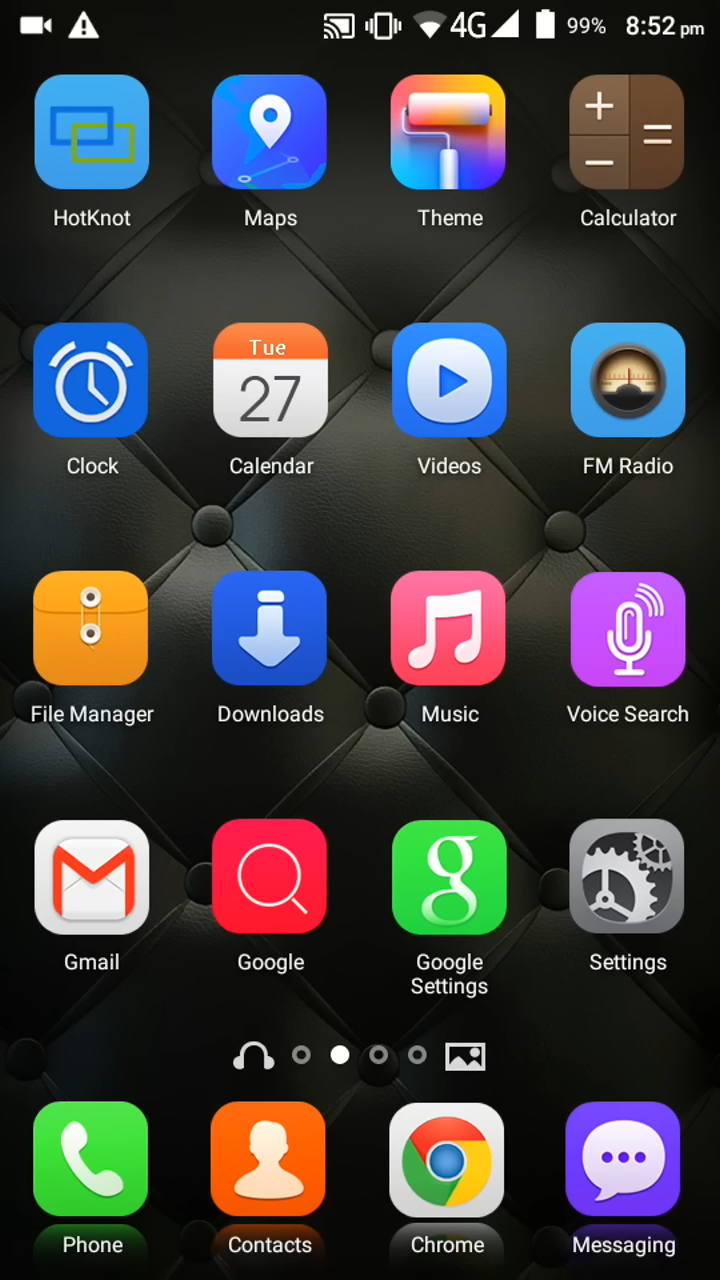 4G 99% 8:52 pm
HotKnot Maps Theme Calculator
Tue
27
Clock Calendar Videos FM Radio
File Manager Downloads Music Voice Search
Gmail Google Google Settings Settings
Phone Contacts Chrome Messaging